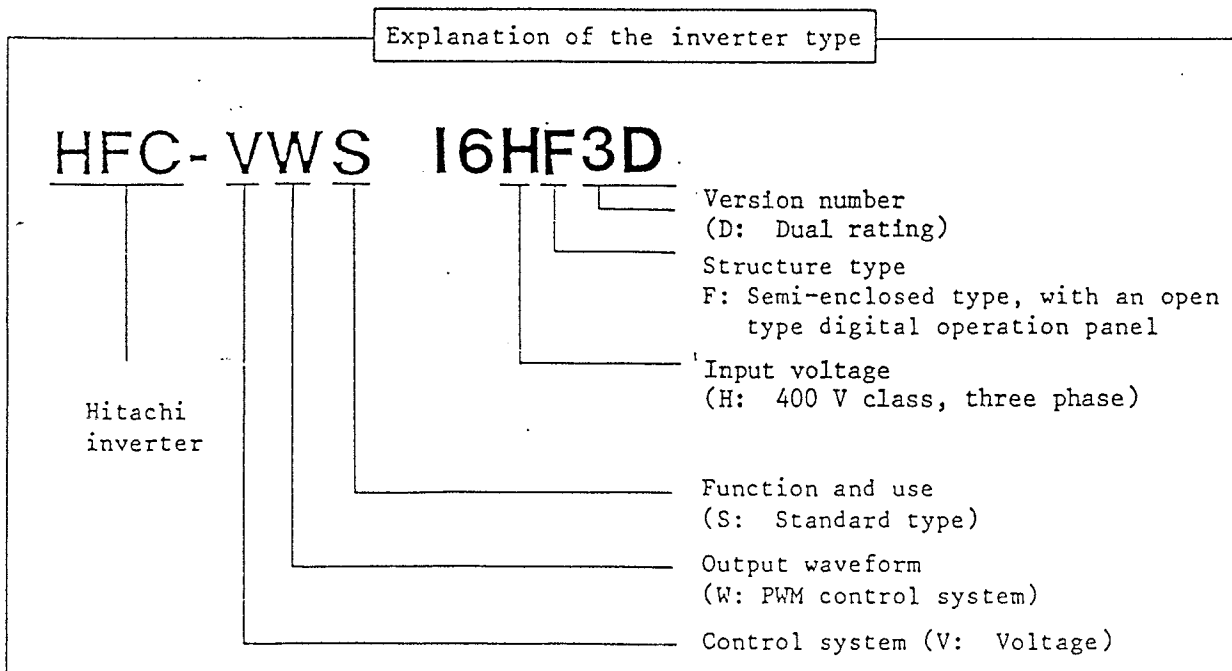 Explanation of the inverter type
HFC-VWS 16HF3D
Version number
(D: Dual rating)
Structure type
F: Semi-enclosed type, with an open
type digital operation panel
Input voltage
(H: 400 V class, three phase)
Hitachi
inverter
Function and use
(S: Standard type)
Output waveform
(W: PWM control system)
Control system (V: Voltage)